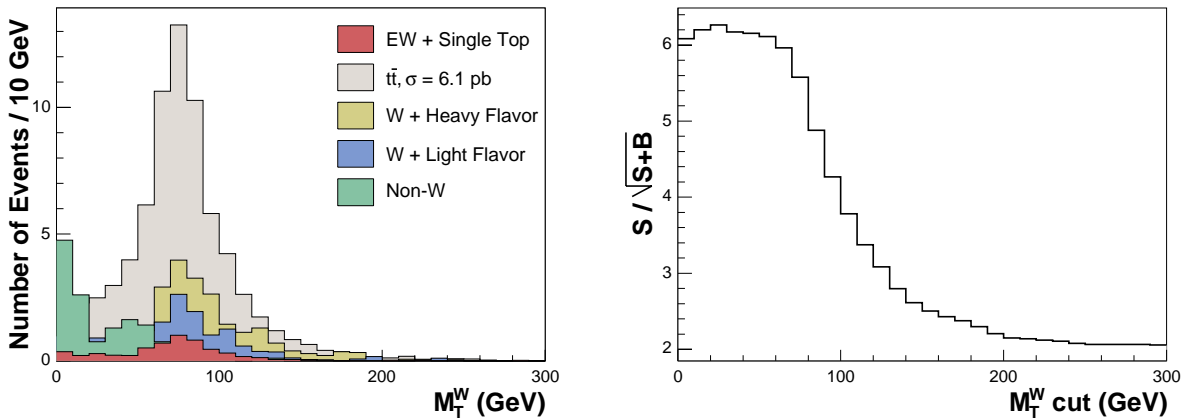 Number of Events / 10 GeV
10
5
0
EW + Single Top
tt̄, σ = 6.1 pb
W + Heavy Flavor
W + Light Flavor
Non-W
0 100 200 300
M_T^W (GeV)
S / √S+B
6
5
4
3
2
0 100 200 300
M_T^W cut (GeV)